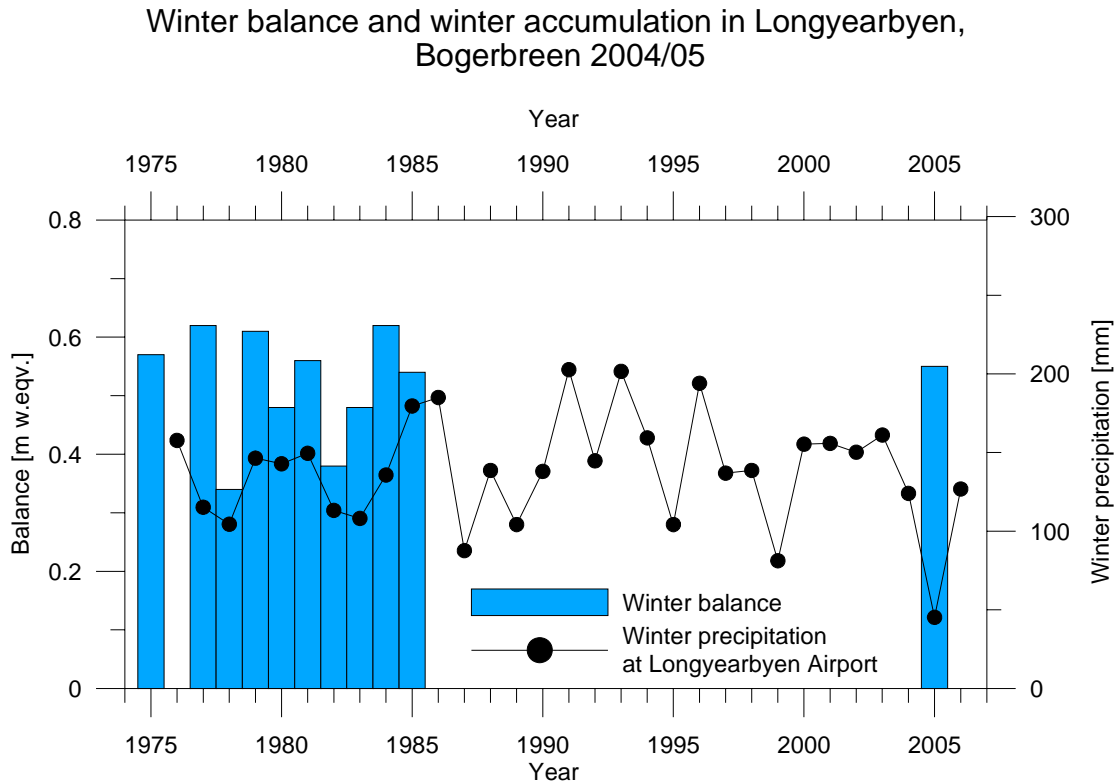 Winter balance and winter accumulation in Longyearbyen,
Bogerbreen 2004/05
Year
1975 1980 1985 1990 1995 2000 2005
0.8
0.6
0.4
0.2
0
Balance [m w.eqv.]
300
200
100
0
Winter precipitation [mm]
Winter balance
Winter precipitation
at Longyearbyen Airport
1975 1980 1985 1990 1995 2000 2005
Year